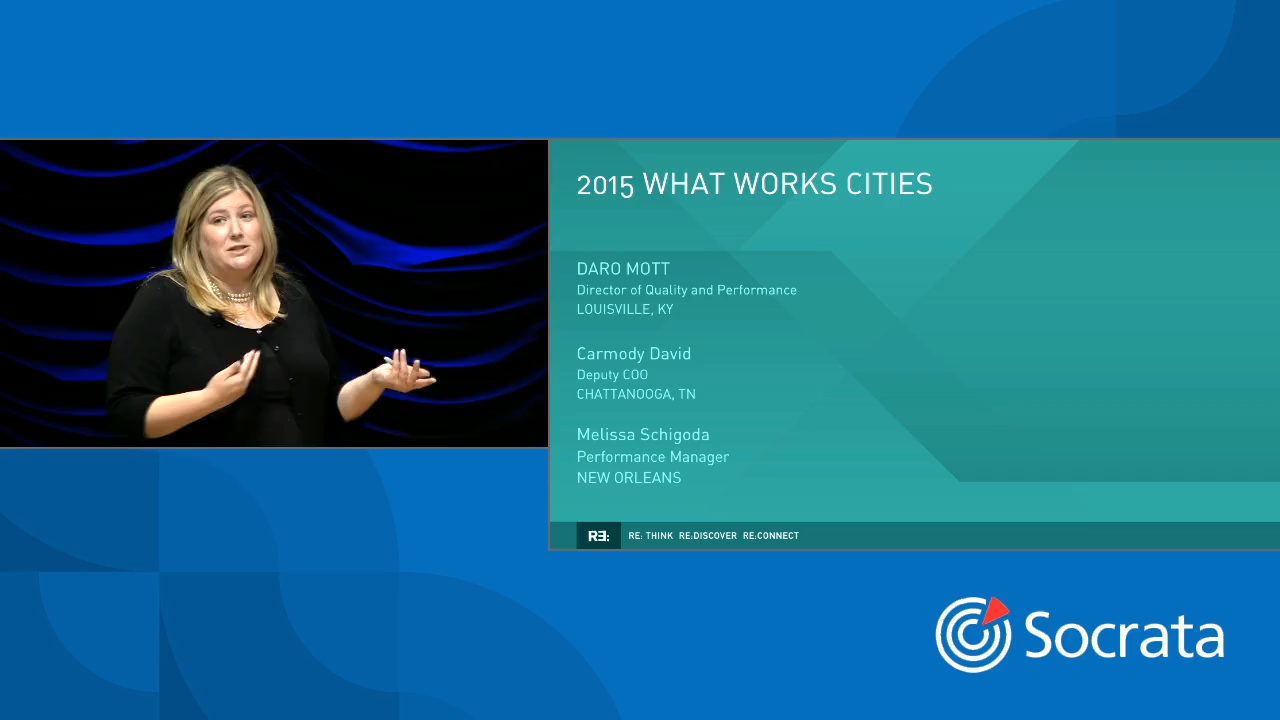 2015 WHAT WORKS CITIES
DARO MOTT
Director of Quality and Performance
LOUISVILLE, KY
Carmody David
Deputy COO
CHATTANOOGA, TN
Melissa Schigoda
Performance Manager
NEW ORLEANS
RE: RE: THINK RE:DISCOVER RE:CONNECT
Socrata